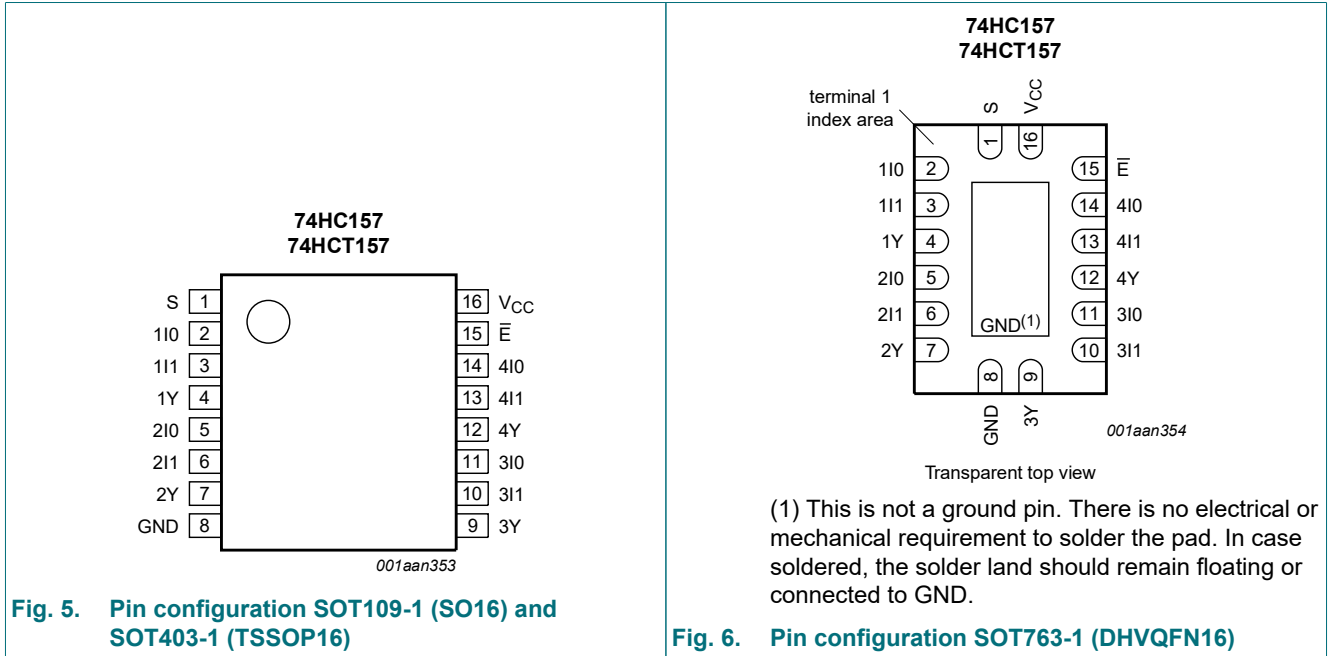 74HC157
74HCT157
S 1
1I0 2
1I1 3
1Y 4
2I0 5
2I1 6
2Y 7
GND 8
16 VCC
15 E̅
14 4I0
13 4I1
12 4Y
11 3I0
10 3I1
9 3Y
001aan353
Fig. 5. Pin configuration SOT109-1 (SO16) and
SOT403-1 (TSSOP16)
74HC157
74HCT157
terminal 1
index area
S
VCC
1
16
1I0 2
1I1 3
1Y 4
2I0 5
2I1 6
2Y 7
15 E̅
14 4I0
13 4I1
12 4Y
11 3I0
10 3I1
GND(1)
8
9
GND
3Y
001aan354
Transparent top view
(1) This is not a ground pin. There is no electrical or
mechanical requirement to solder the pad. In case
soldered, the solder land should remain floating or
connected to GND.
Fig. 6. Pin configuration SOT763-1 (DHVQFN16)